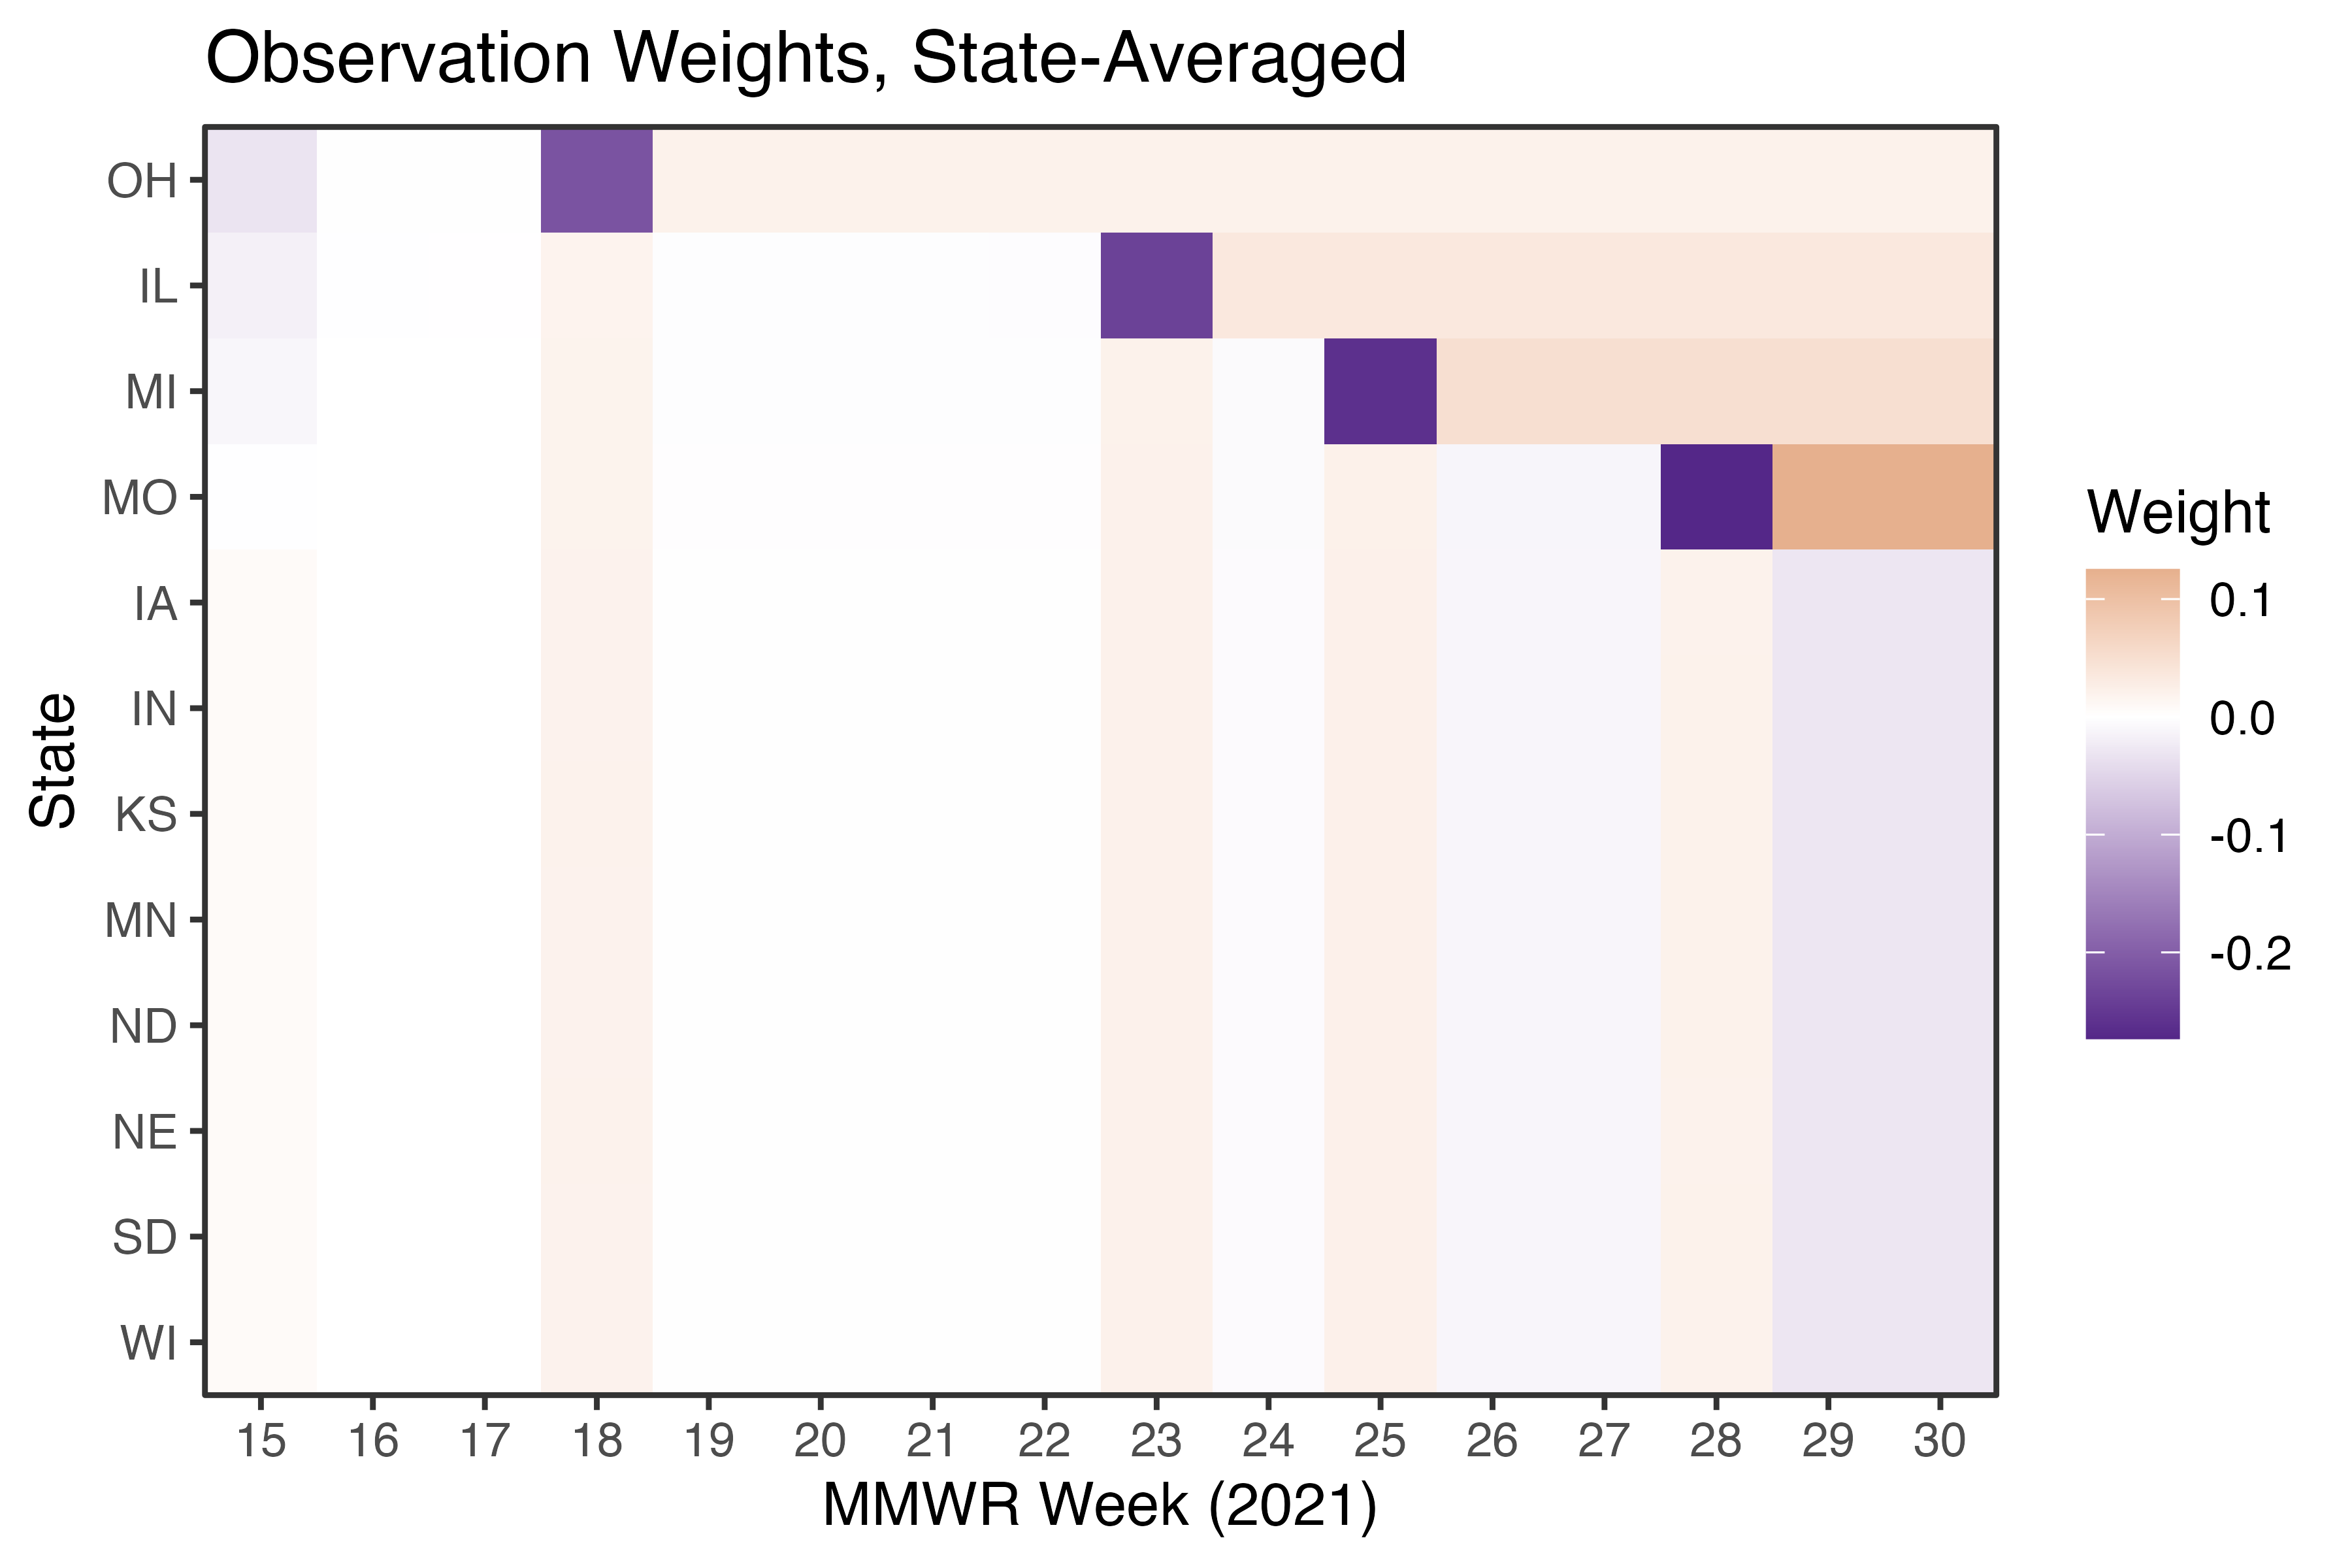 Observation Weights, State-Averaged
OH
IL
MI
MO
IA
IN
KS
MN
ND
NE
SD
WI
State
15 16 17 18 19 20 21 22 23 24 25 26 27 28 29 30
MMWR Week (2021)
Weight
0.1
0.0
-0.1
-0.2